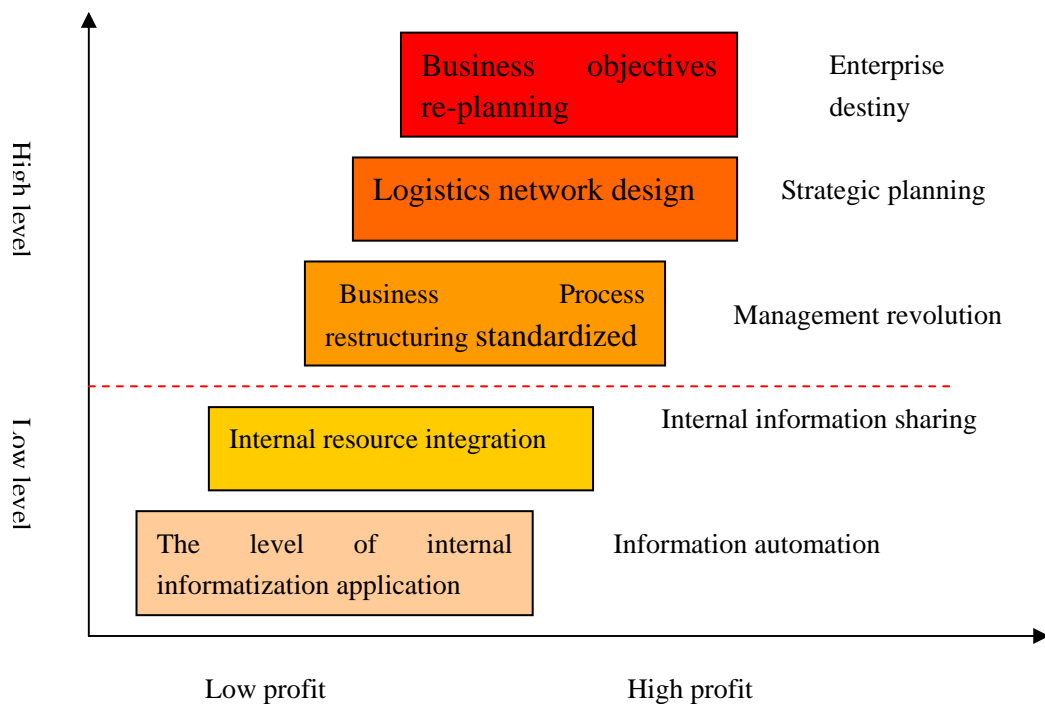 Business objectives
re-planning
Enterprise
destiny
High level
Logistics network design
Strategic planning
Business Process
restructuring standardized
Management revolution
Low level
Internal resource integration
Internal information sharing
The level of internal
informatization application
Information automation
Low profit
High profit